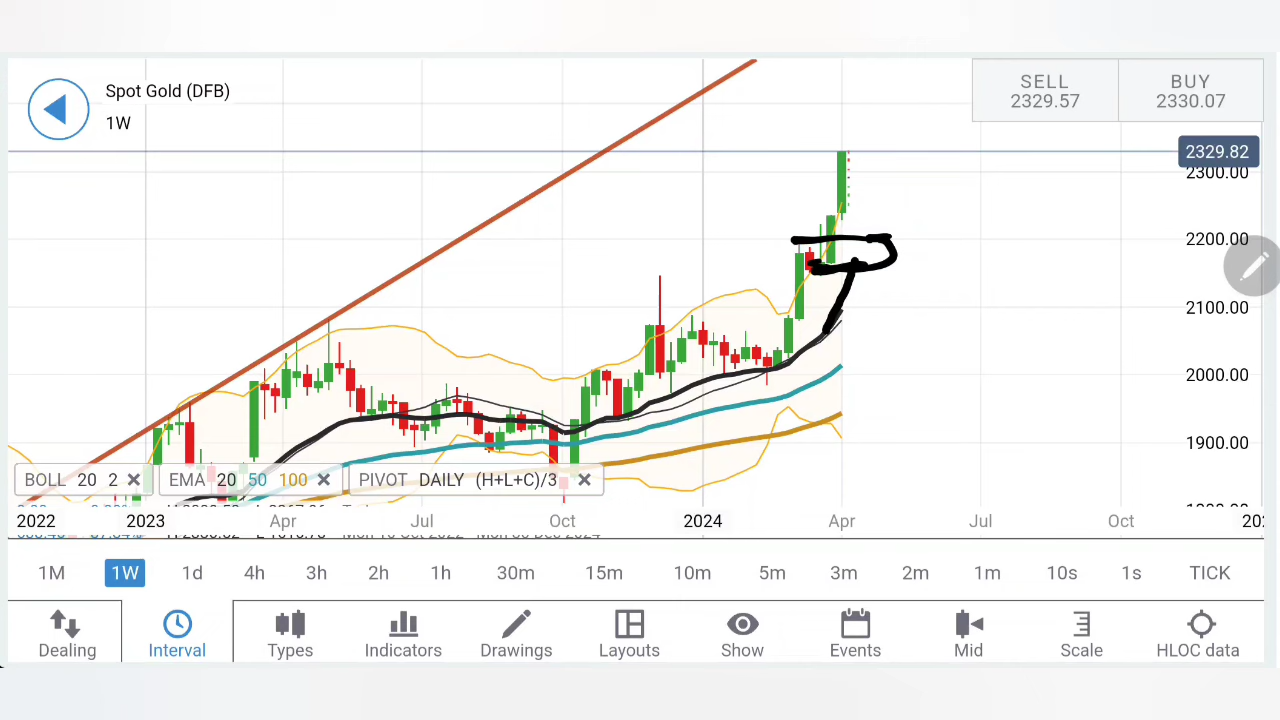 Spot Gold (DFB)
1W
SELL
2329.57
BUY
2330.07
2329.82
2300.00
2200.00
2100.00
2000.00
1900.00
BOLL 20 2 EMA 20 50 100 PIVOT DAILY (H+L+C)/3
2022 2023 Apr Jul Oct 2024 Apr Jul Oct
1M 1W 1d 4h 3h 2h 1h 30m 15m 10m 5m 3m 2m 1m 10s 1s TICK
Dealing Interval Types Indicators Drawings Layouts Show Events Mid Scale HLOC data